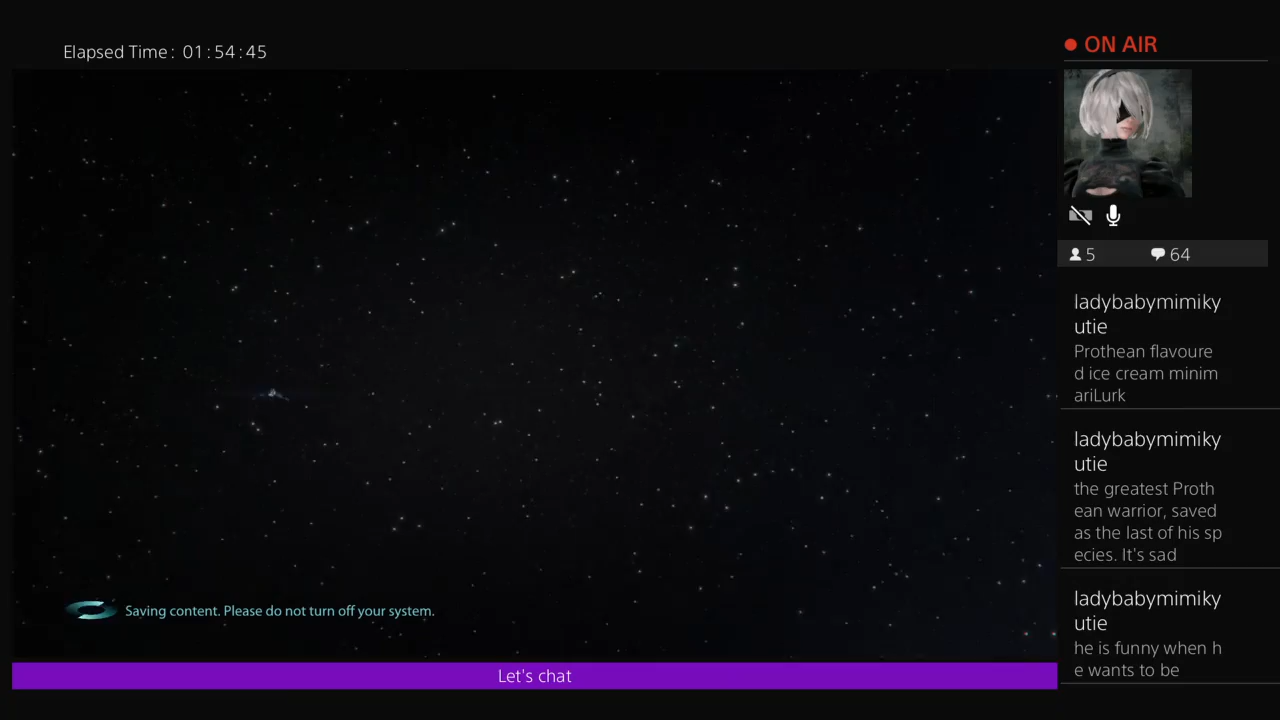 Elapsed Time: 01:54:45
ON AIR
5 64
ladybabymimiky
utie
Prothean flavoure
d ice cream minim
ariLurk
ladybabymimiky
utie
the greatest Proth
ean warrior, saved
as the last of his sp
ecies. It's sad
ladybabymimiky
utie
he is funny when h
e wants to be
Saving content. Please do not turn off your system.
Let's chat